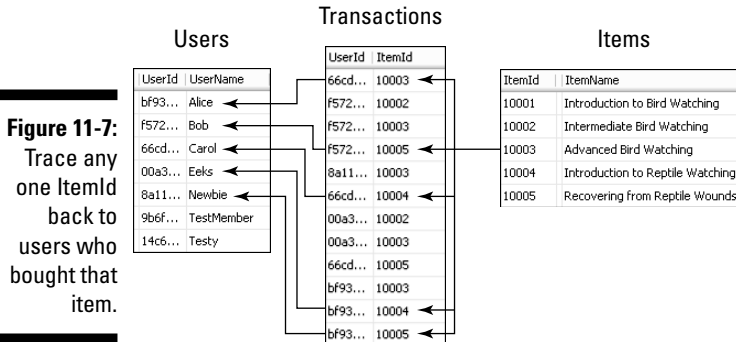 Figure 11-7:
Trace any
one ItemId
back to
users who
bought that
item.
Users
UserId UserName
bf93... Alice
f572... Bob
66cd... Carol
00a3... Eeks
8a11... Newbie
9b6f... TestMember
14c6... Testy
Transactions
UserId ItemId
66cd... 10003
f572... 10002
f572... 10003
f572... 10005
8a11... 10003
66cd... 10004
00a3... 10002
00a3... 10003
66cd... 10005
bf93... 10003
bf93... 10004
bf93... 10005
Items
ItemId ItemName
10001 Introduction to Bird Watching
10002 Intermediate Bird Watching
10003 Advanced Bird Watching
10004 Introduction to Reptile Watching
10005 Recovering from Reptile Wounds